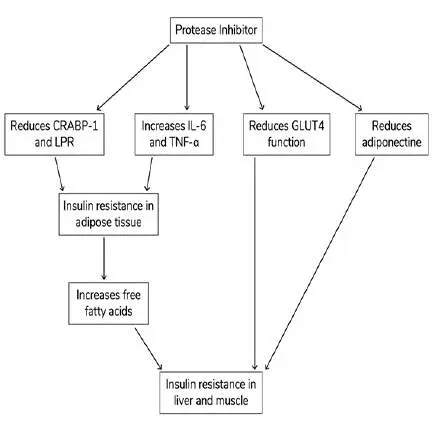 Protease Inhibitor
Reduces CRABP-1
and LPR
Increases IL-6
and TNF-α
Reduces GLUT4
function
Reduces
adiponectine
Insulin resistance in
adipose tissue
Increases free
fatty acids
Insulin resistance in
liver and muscle